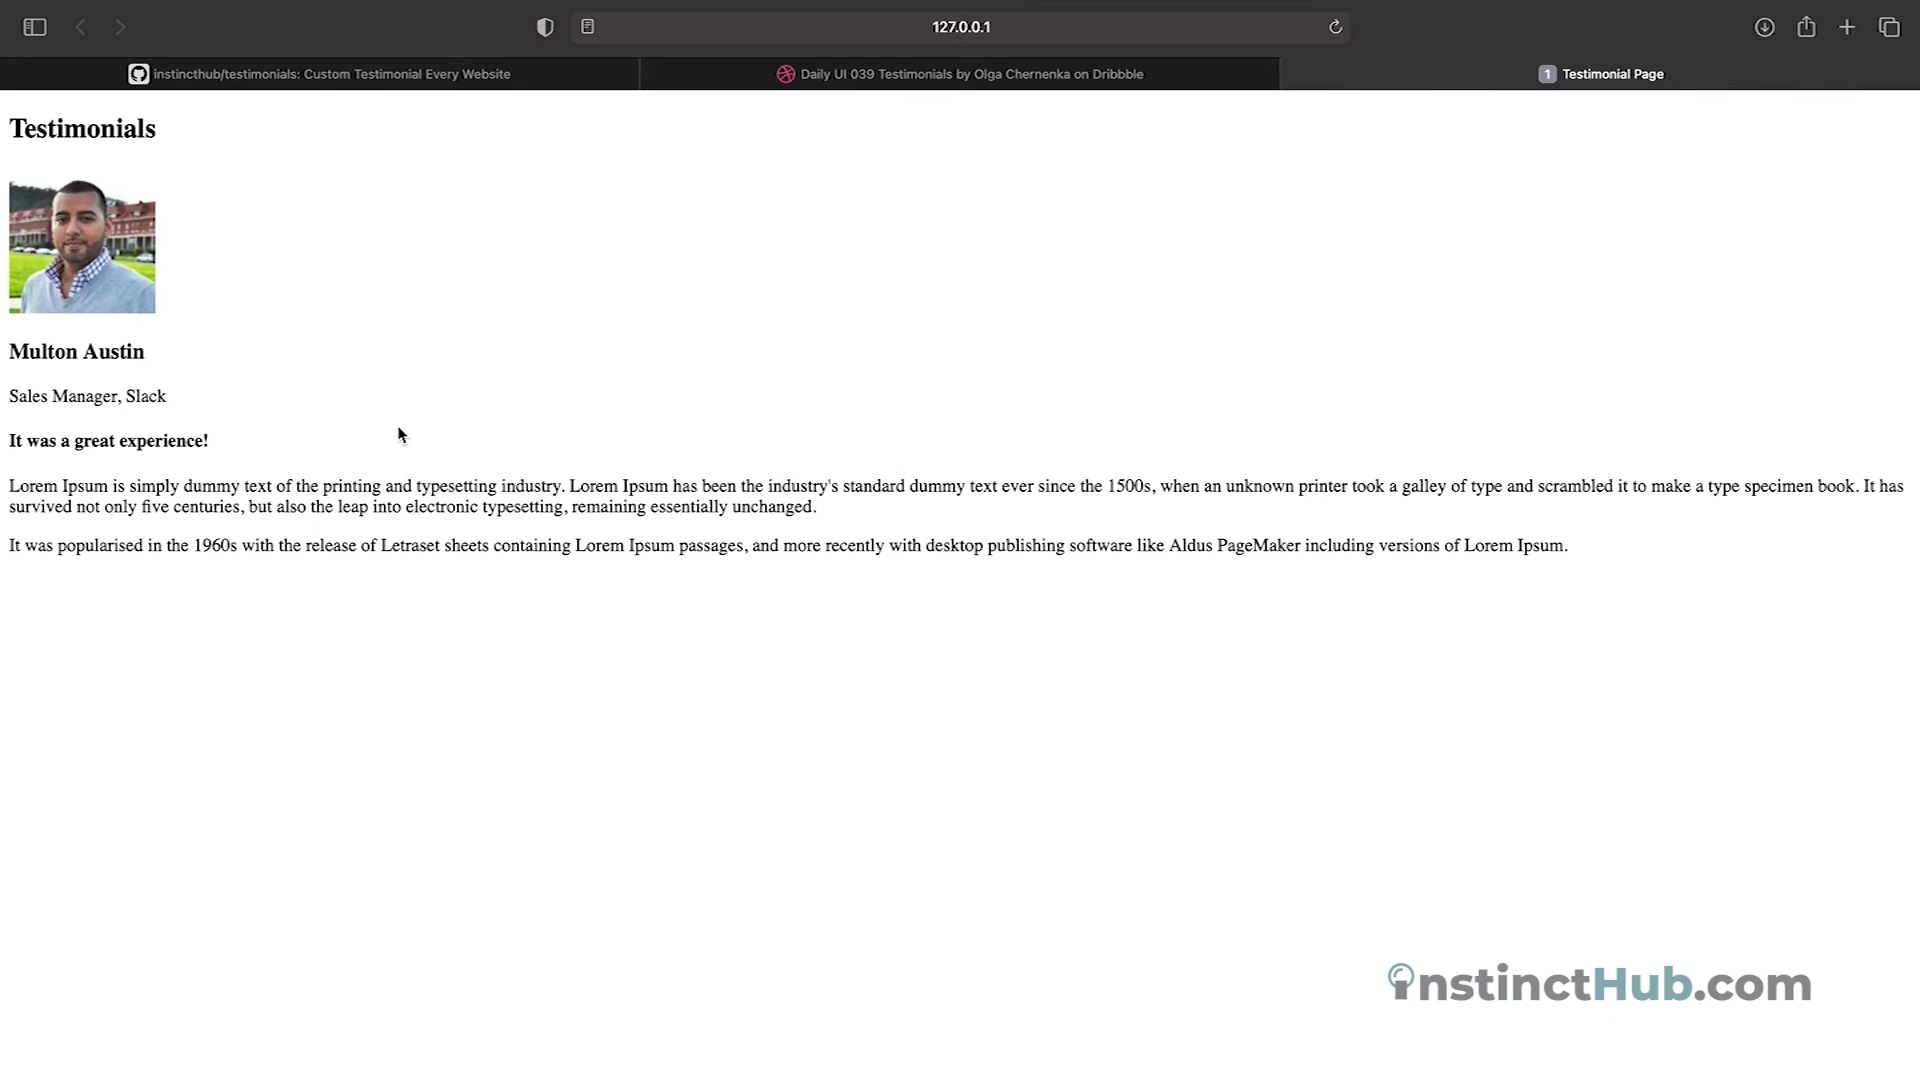 127.0.0.1
instincthub/testimonials: Custom Testimonial Every Website
Daily UI 039 Testimonials by Olga Chernenka on Dribbble
1 Testimonial Page
Testimonials
Multon Austin
Sales Manager, Slack
It was a great experience!
Lorem Ipsum is simply dummy text of the printing and typesetting industry. Lorem Ipsum has been the industry's standard dummy text ever since the 1500s, when an unknown printer took a galley of type and scrambled it to make a type specimen book. It has
survived not only five centuries, but also the leap into electronic typesetting, remaining essentially unchanged.
It was popularised in the 1960s with the release of Letraset sheets containing Lorem Ipsum passages, and more recently with desktop publishing software like Aldus PageMaker including versions of Lorem Ipsum.
instinctHub.com